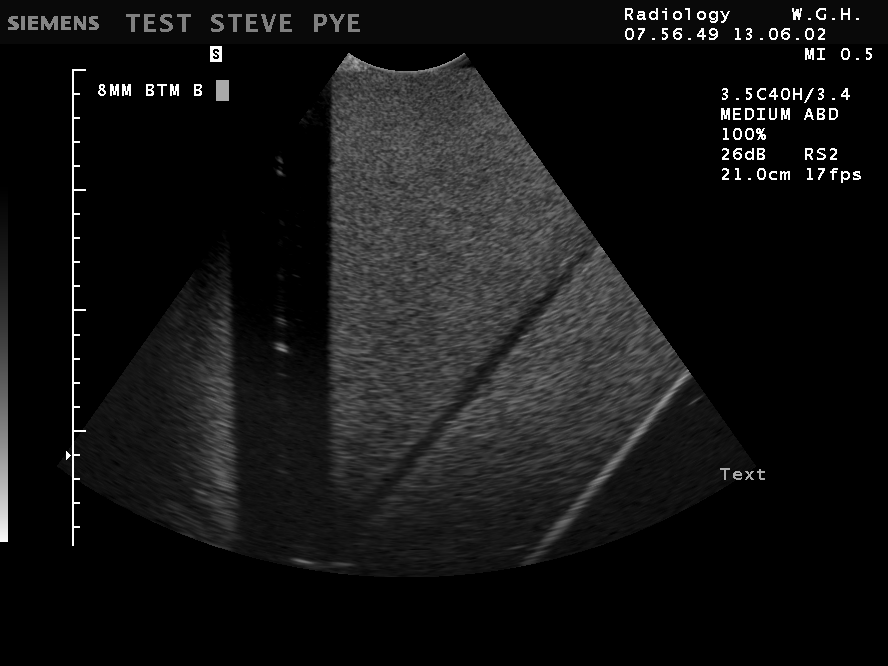 SIEMENS TEST STEVE PYE
Radiology W.G.H.
07.56.49 13.06.02
MI 0.5
S
8MM BTM B
3.5C40H/3.4
MEDIUM ABD
100%
26dB RS2
21.0cm 17fps
Text